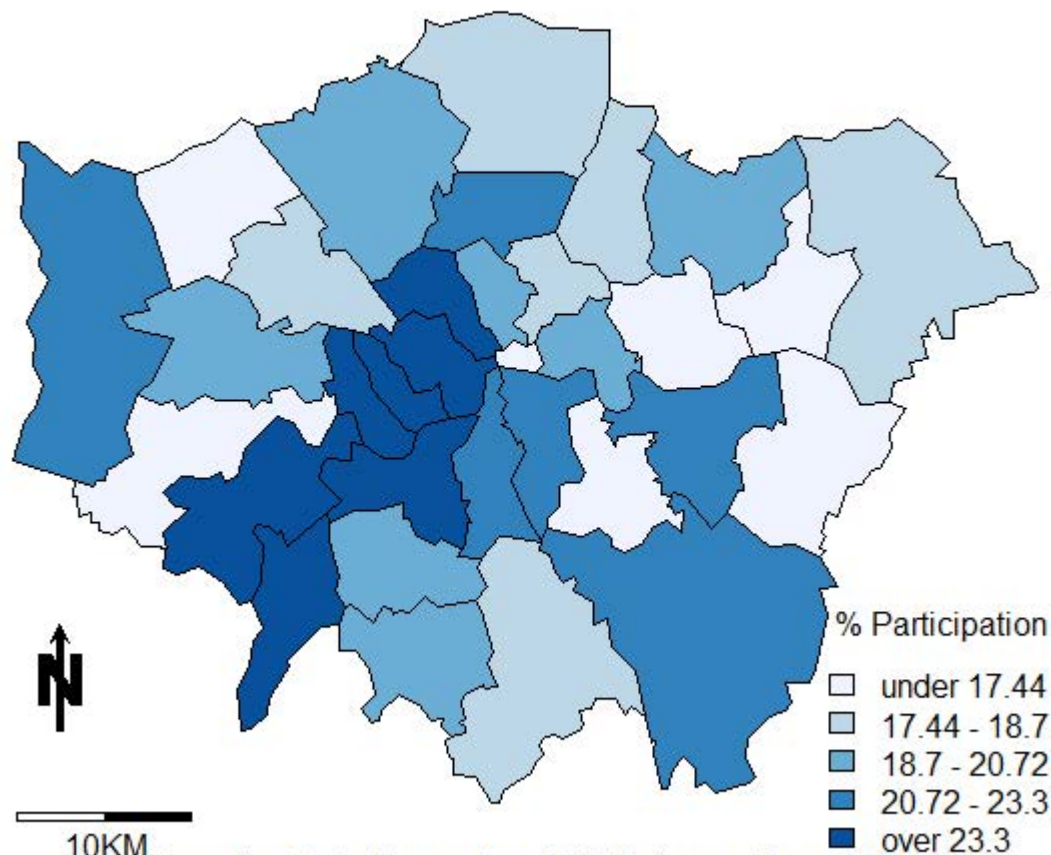 N
% Participation
under 17.44
17.44 - 18.7
18.7 - 20.72
20.72 - 23.3
over 23.3
10KM